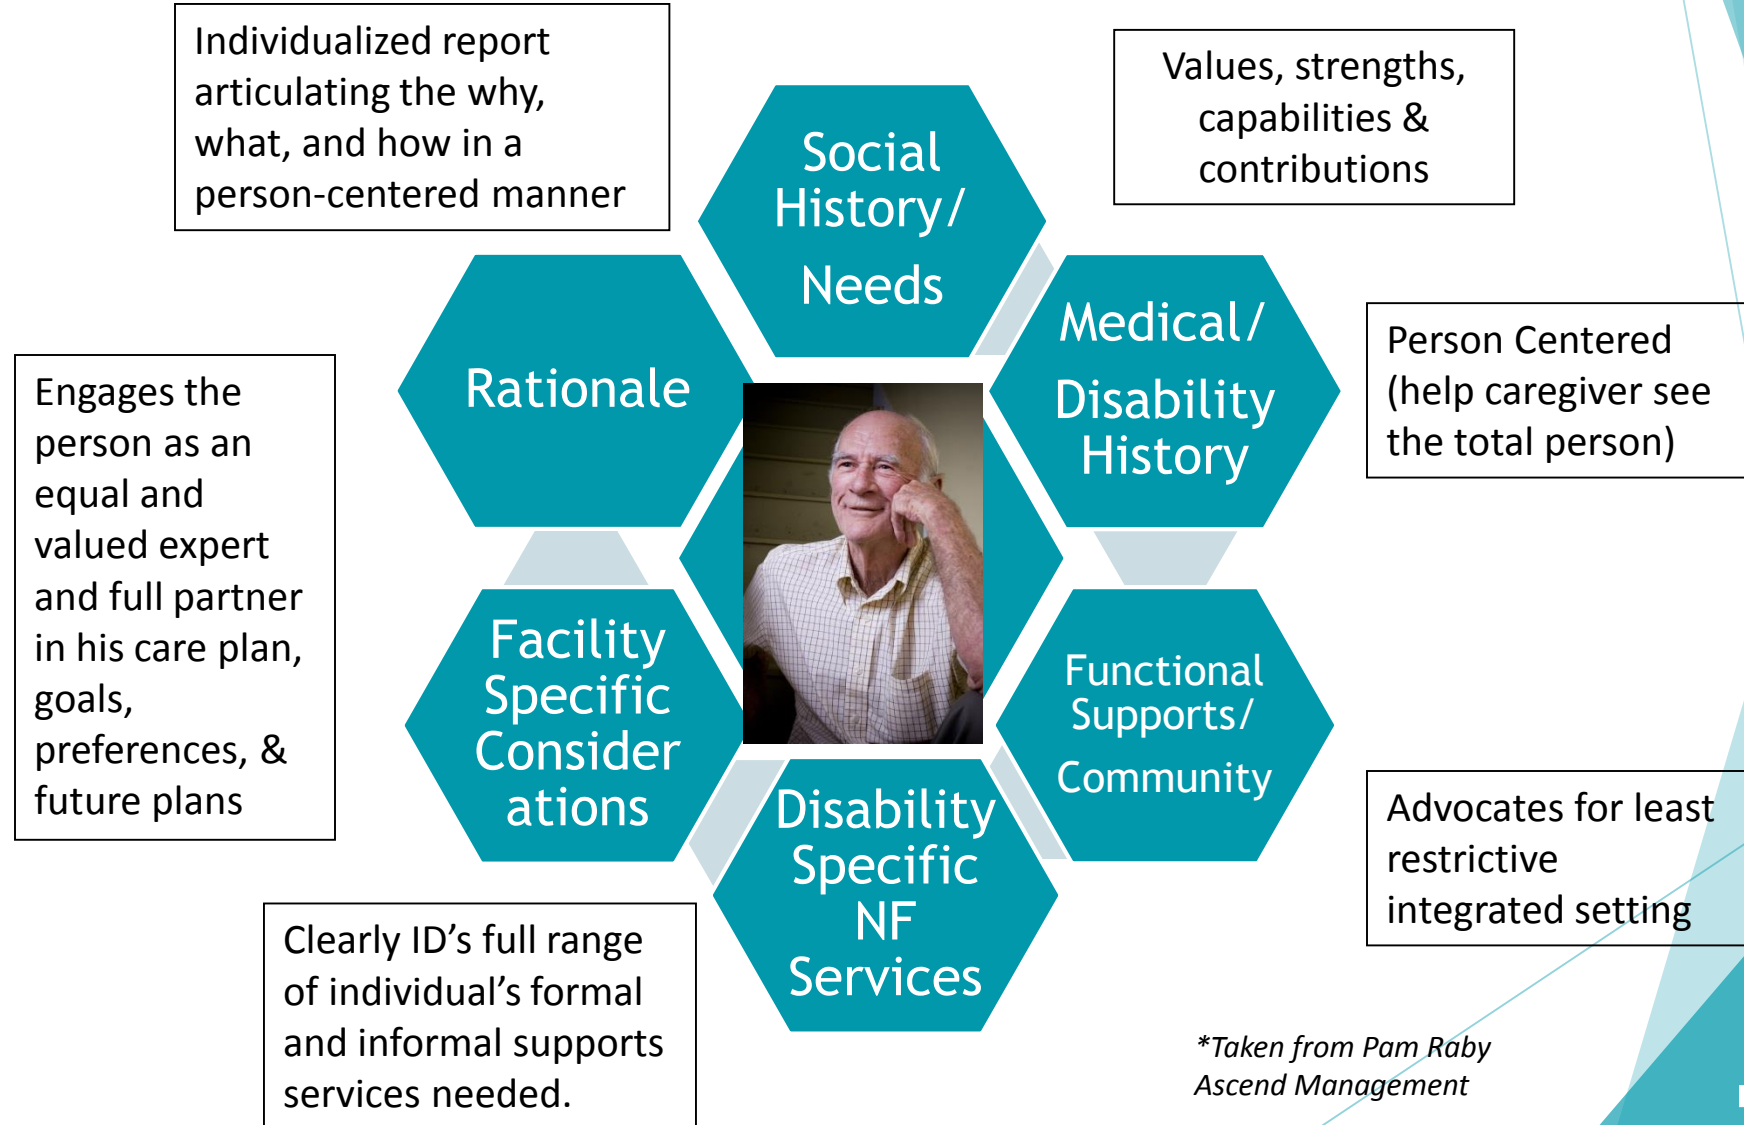 Individualized report
articulating the why,
what, and how in a
person-centered manner
Social
History/
Needs
Values, strengths,
capabilities &
contributions
Rationale
Medical/
Disability
History
Person Centered
(help caregiver see
the total person)
Engages the
person as an
equal and
valued expert
and full partner
in his care plan,
goals,
preferences, &
future plans
Facility
Specific
Consider
ations
Functional
Supports/
Community
Disability
Specific
NF
Services
Advocates for least
restrictive
integrated setting
Clearly ID’s full range
of individual’s formal
and informal supports
services needed.
*Taken from Pam Raby
Ascend Management